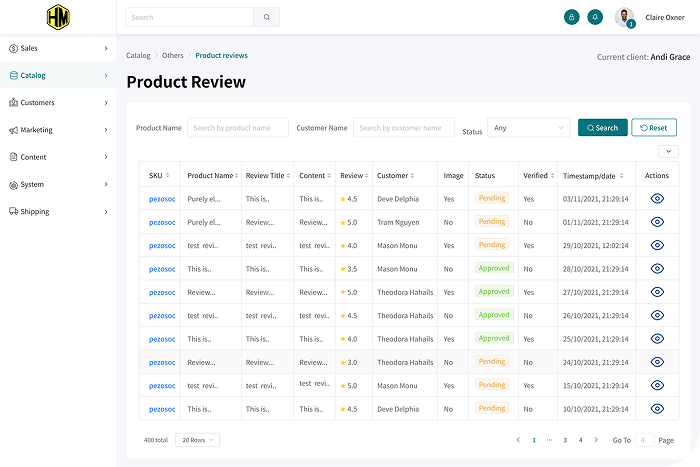 HM
Search
1
Claire Oxner
Sales
Catalog
Customers
Marketing
Content
System
Shipping
Catalog > Others > Product reviews
Current client: Andi Grace
Product Review
Product Name Search by product name Customer Name Search by customer name Status Any Search Reset
SKU Product Name Review Title Content Review Customer Image Status Verified Timestamp/date Actions
pezosoc Purely el... This is.. This is.. 4.5 Deve Delphia Yes Pending Yes 03/11/2021, 21:29:14
pezosoc Review... Review... Review... 5.0 Tram Nguyen No Pending No 01/11/2021, 21:29:14
pezosoc test revi.. test revi.. test revi.. 4.0 Mason Monu Yes Pending Yes 29/10/2021, 12:02:14
pezosoc This is.. This is.. This is.. 3.5 Mason Monu No Approved No 28/10/2021, 21:29:14
pezosoc Review... Review... Review... 5.0 Theodora Hahails Yes Approved Yes 27/10/2021, 21:29:14
pezosoc test revi.. test revi.. test revi.. 4.5 Theodora Hahails No Approved No 26/10/2021, 21:29:14
pezosoc This is.. This is.. This is.. 4.0 Theodora Hahails Yes Approved Yes 25/10/2021, 21:29:14
pezosoc Review... Review... Review... 3.0 Theodora Hahails No Pending No 24/10/2021, 21:29:14
pezosoc test revi.. test revi.. test revi.. 5.0 Mason Monu Yes Pending Yes 15/10/2021, 21:29:14
pezosoc This is.. This is.. This is.. 4.5 Deve Delphia No Pending No 10/10/2021, 21:29:14
400 total 20 Rows < 1 ··· 3 4 > Go To 4 Page